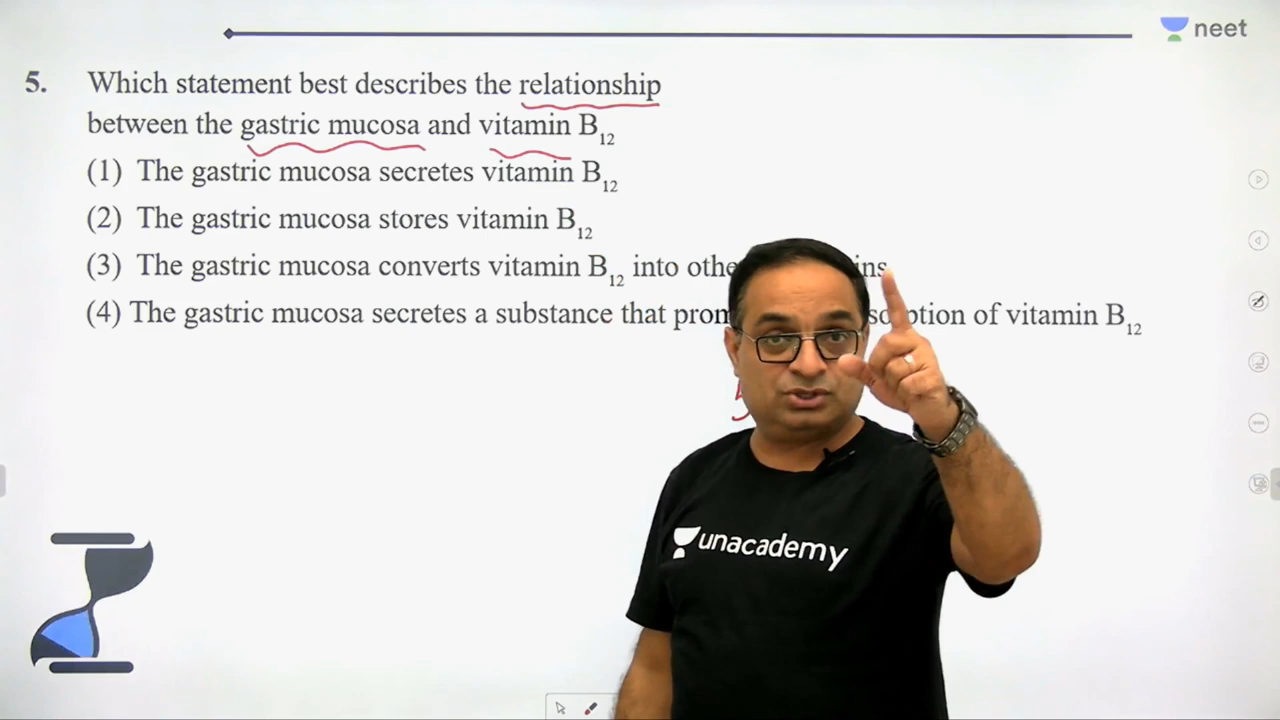 neet
5. Which statement best describes the relationship
between the gastric mucosa and vitamin B12
(1) The gastric mucosa secretes vitamin B12
(2) The gastric mucosa stores vitamin B12
(3) The gastric mucosa converts vitamin B12 into
(4) The gastric mucosa secretes a substance that of vitamin B12
unacademy